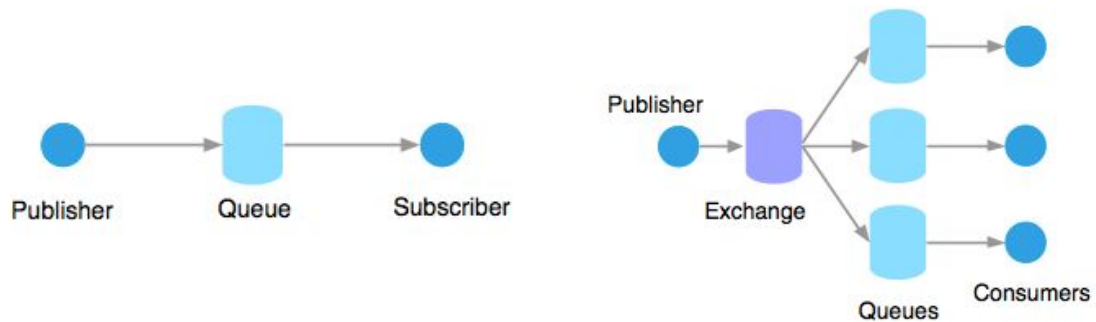 Publisher
Queue
Subscriber
Publisher
Exchange
Queues
Consumers